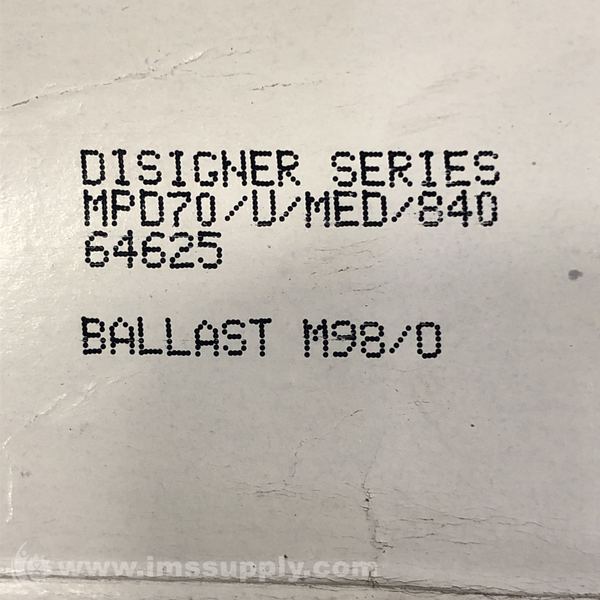 DISIGNER SERIES
MPD70/U/MED/840
64625
BALLAST M98/O
www.imssupply.com